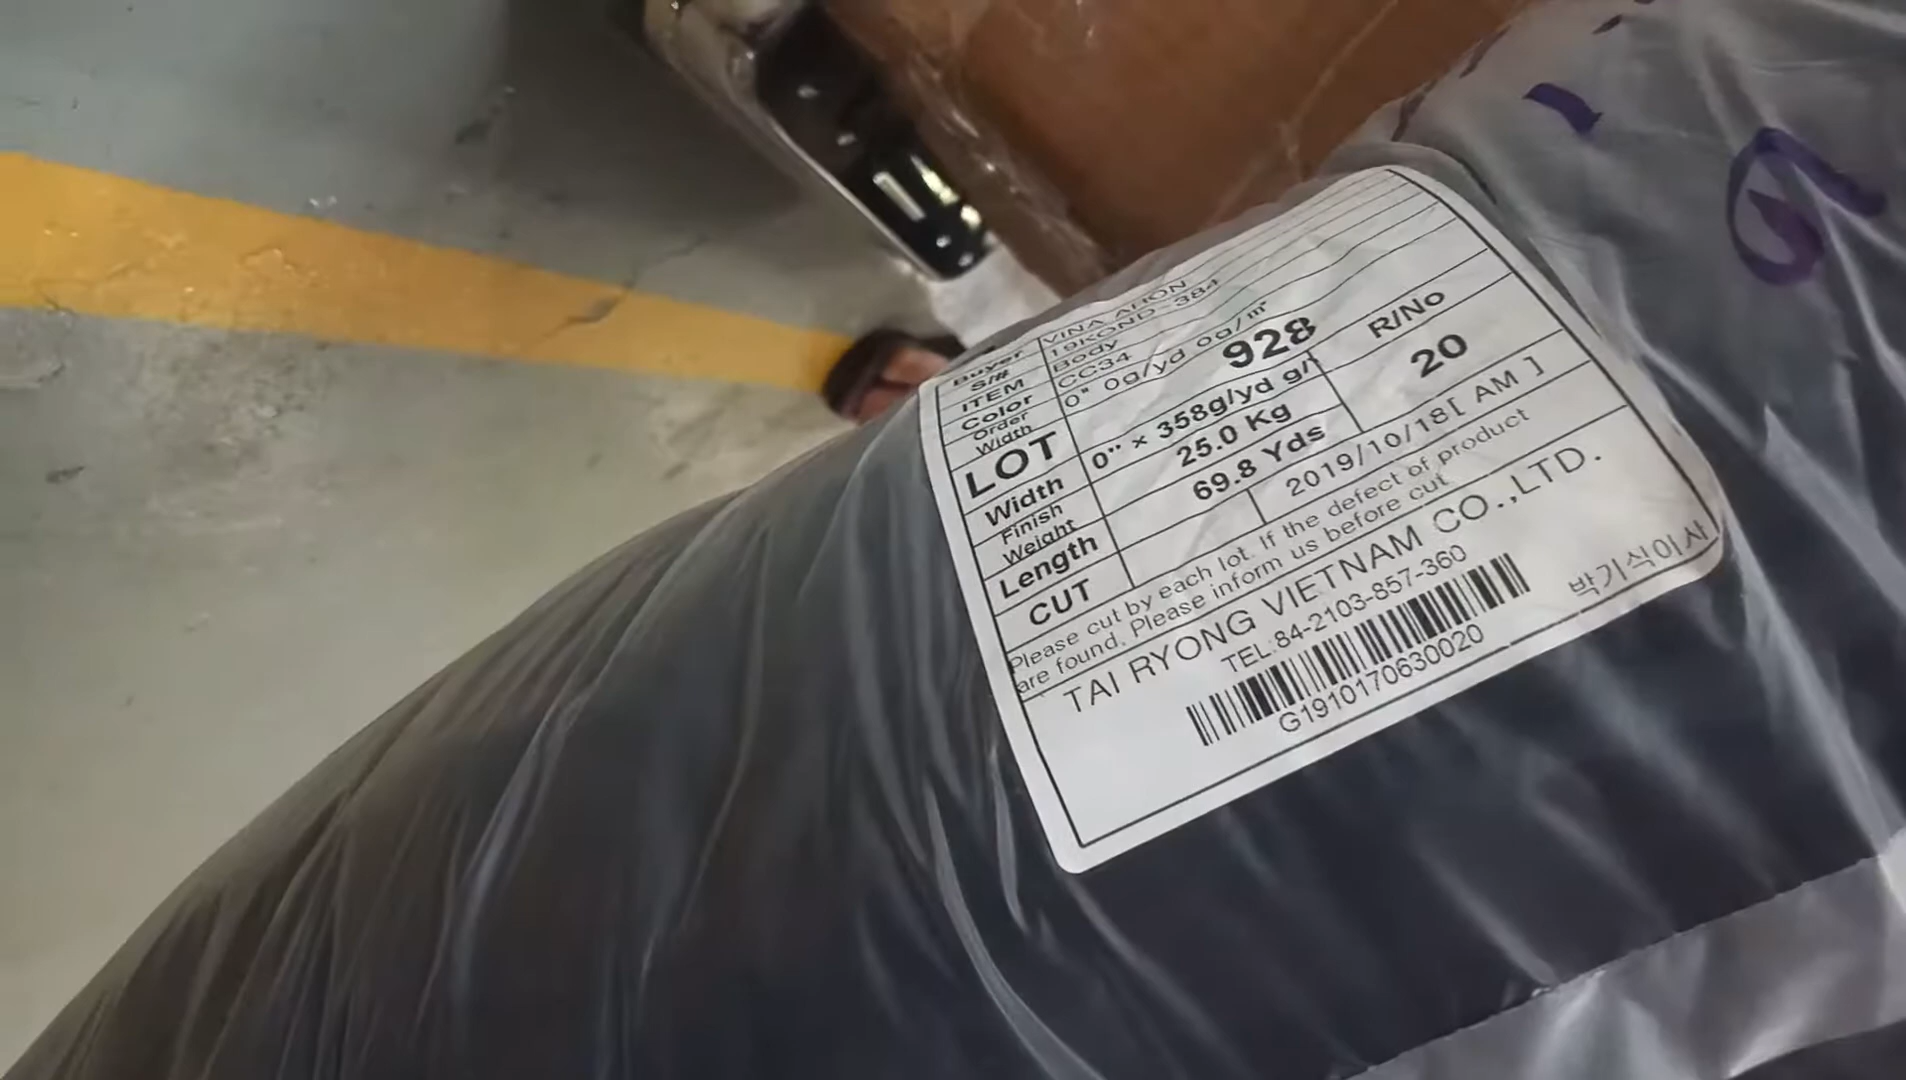 Buyer VINA AHON
S/# 19KOND 384
ITEM Body
Color CC34
Order Width 0" 0g/yd 0g/m²
LOT 928 R/No
Width 0" × 358g/yd g/
Finish Weight 25.0 Kg 20
Length 69.8 Yds
CUT 2019/10/18[ AM ]
Please cut by each lot. If the defect of product
are found, Please inform us before cut
TAI RYONG VIETNAM CO.,LTD.
TEL:84-2103-857-360
G1910170630020
박기식이사